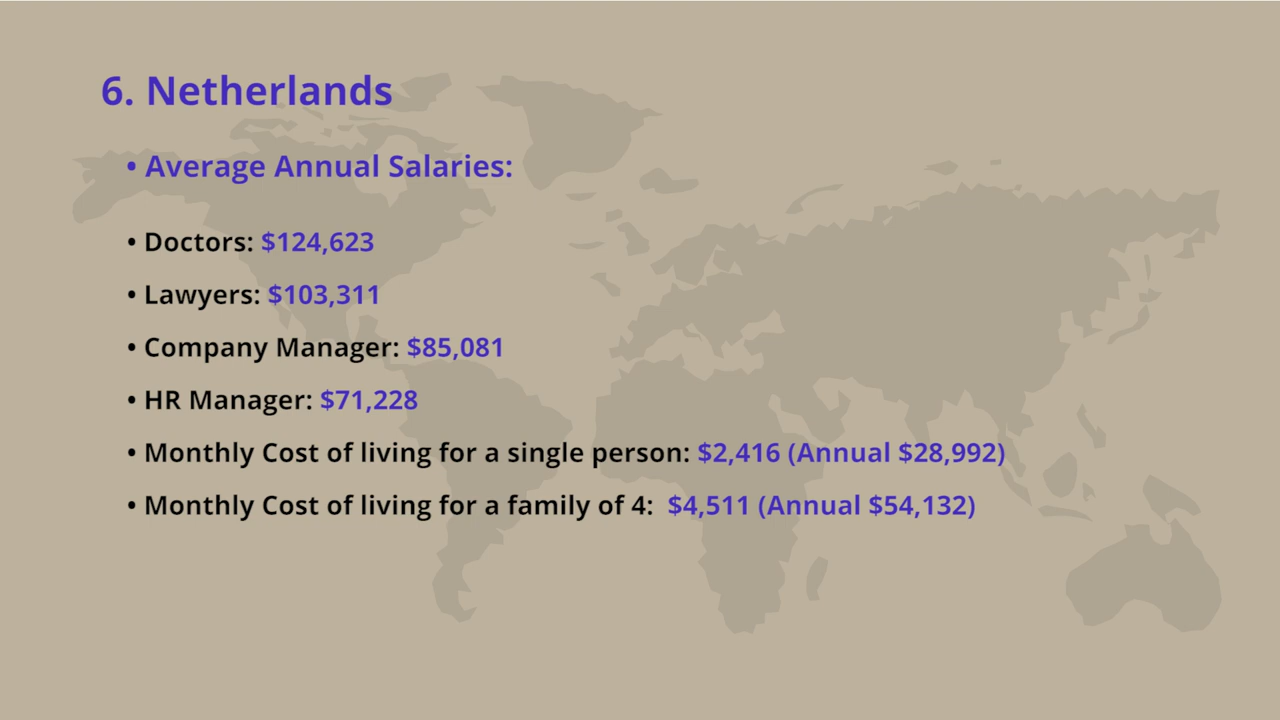 6. Netherlands
• Average Annual Salaries:
• Doctors: $124,623
• Lawyers: $103,311
• Company Manager: $85,081
• HR Manager: $71,228
• Monthly Cost of living for a single person: $2,416 (Annual $28,992)
• Monthly Cost of living for a family of 4:  $4,511 (Annual $54,132)